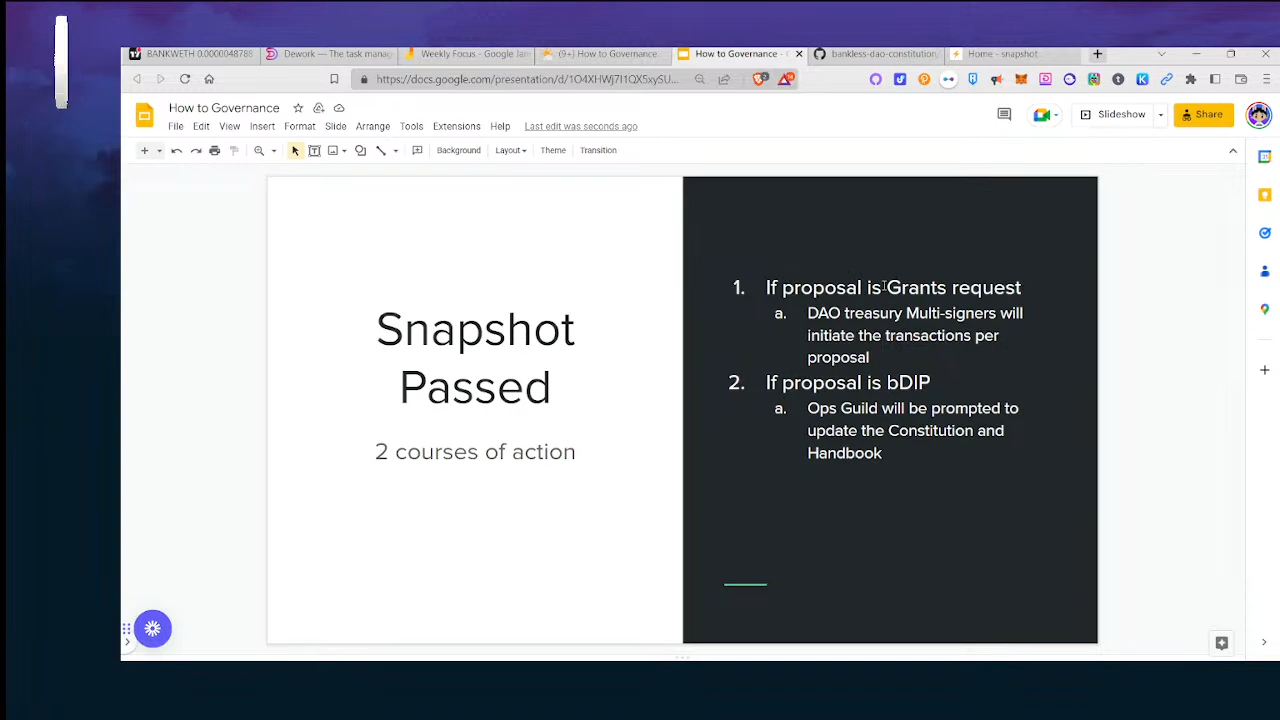 BANKWETH 0.0000048788
Dework — The task manag
Weekly Focus - Google Jam
(9+) How to Governance
How to Governance -
bankless-dao-constitution,
Home - snapshot
https://docs.google.com/presentation/d/1O4XHWj7I1QX5xySU...
How to Governance
Slideshow
Share
File Edit View Insert Format Slide Arrange Tools Extensions Help Last edit was seconds ago
Background Layout Theme Transition
Snapshot
Passed
2 courses of action
1. If proposal is Grants request
a. DAO treasury Multi-signers will
initiate the transactions per
proposal
2. If proposal is bDIP
a. Ops Guild will be prompted to
update the Constitution and
Handbook